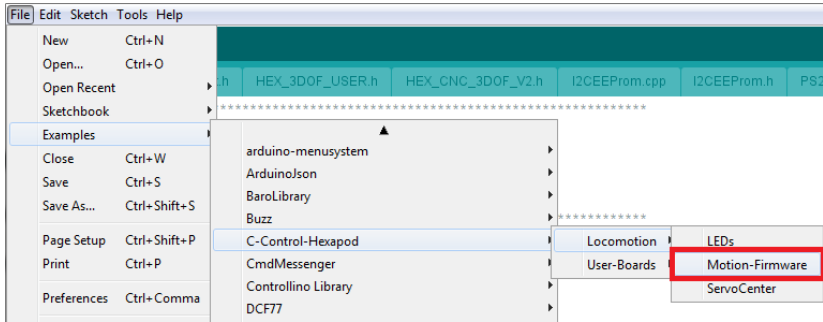 File Edit Sketch Tools Help
New Ctrl+N
Open... Ctrl+O
Open Recent
Sketchbook
Examples
Close Ctrl+W
Save Ctrl+S
Save As... Ctrl+Shift+S
Page Setup Ctrl+Shift+P
Print Ctrl+P
Preferences Ctrl+Comma
.h HEX_3DOF_USER.h HEX_CNC_3DOF_V2.h I2CEEProm.cpp I2CEEProm.h PS2
arduino-menusystem
ArduinoJson
BaroLibrary
Buzz
C-Control-Hexapod
CmdMessenger
Controllino Library
DCF77
Locomotion
User-Boards
LEDs
Motion-Firmware
ServoCenter